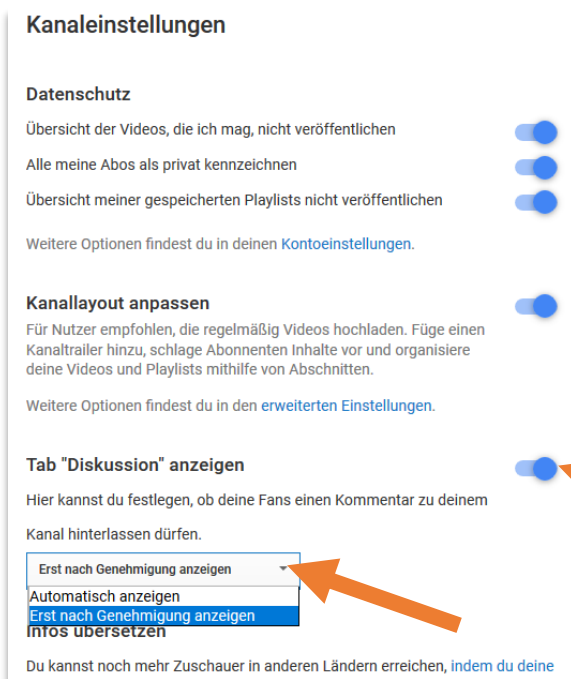 Kanaleinstellungen
Datenschutz
Übersicht der Videos, die ich mag, nicht veröffentlichen
Alle meine Abos als privat kennzeichnen
Übersicht meiner gespeicherten Playlists nicht veröffentlichen
Weitere Optionen findest du in deinen Kontoeinstellungen.
Kanallayout anpassen
Für Nutzer empfohlen, die regelmäßig Videos hochladen. Füge einen
Kanaltrailer hinzu, schlage Abonnenten Inhalte vor und organisiere
deine Videos und Playlists mithilfe von Abschnitten.
Weitere Optionen findest du in den erweiterten Einstellungen.
Tab "Diskussion" anzeigen
Hier kannst du festlegen, ob deine Fans einen Kommentar zu deinem
Kanal hinterlassen dürfen.
Erst nach Genehmigung anzeigen
Automatisch anzeigen
Erst nach Genehmigung anzeigen
Infos übersetzen
Du kannst noch mehr Zuschauer in anderen Ländern erreichen, indem du deine